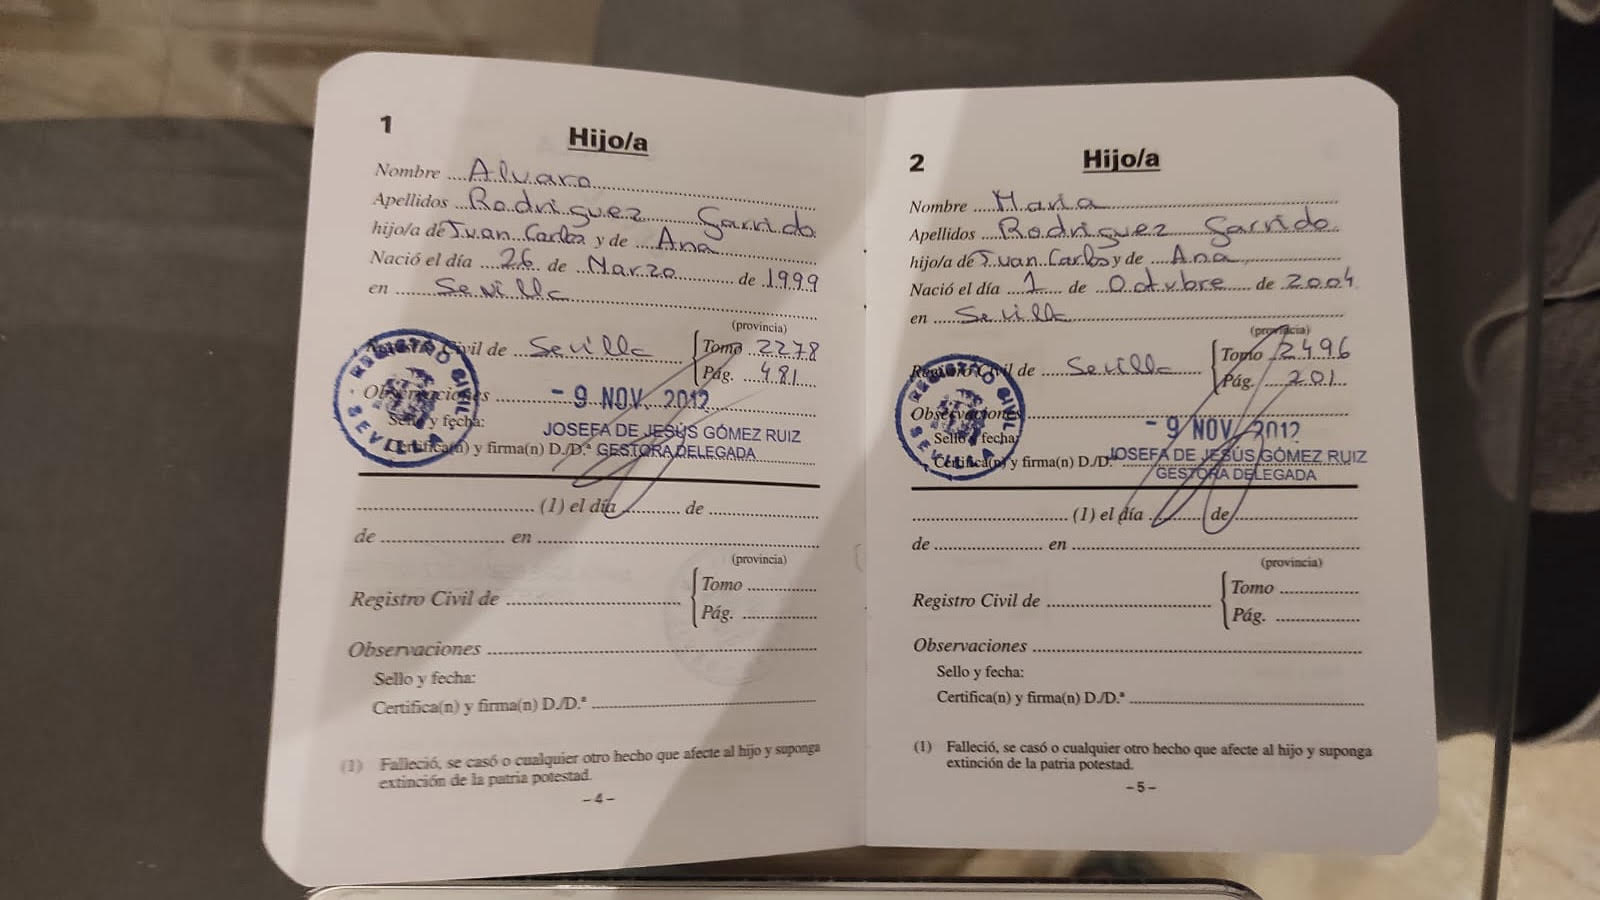 1
Hijo/a
Nombre Alvaro
Apellidos Rodriguez Garrido
hijo/a de Juan Carlos y de Ana
Nació el día 26 de Marzo de 1999
en Sevilla
(provincia)
Registro Civil de Sevilla Tomo 2278
Pág. 481
Observaciones
- 9 NOV. 2012
Sello y fecha:
JOSEFA DE JESÚS GÓMEZ RUIZ
Certifica(n) y firma(n) D./D.ª GESTORA DELEGADA
REGISTRO CIVIL
SEVILLA
(1) el día de
de en
(provincia)
Registro Civil de Tomo
Pág.
Observaciones
Sello y fecha:
Certifica(n) y firma(n) D./D.ª
(1) Falleció, se casó o cualquier otro hecho que afecte al hijo y suponga
extinción de la patria potestad.
- 4 -
2
Hijo/a
Nombre Maria
Apellidos Rodriguez Garrido
hijo/a de Juan Carlos y de Ana
Nació el día 1 de Octubre de 2004
en Sevilla
(provincia)
Registro Civil de Sevilla Tomo 2496
Pág. 201
Observaciones
- 9 NOV. 2012
Sello y fecha:
JOSEFA DE JESÚS GÓMEZ RUIZ
Certifica(n) y firma(n) D./D.ª
GESTORA DELEGADA
REGISTRO CIVIL
SEVILLA
(1) el día de
de en
(provincia)
Registro Civil de Tomo
Pág.
Observaciones
Sello y fecha:
Certifica(n) y firma(n) D./D.ª
(1) Falleció, se casó o cualquier otro hecho que afecte al hijo y suponga
extinción de la patria potestad.
- 5 -